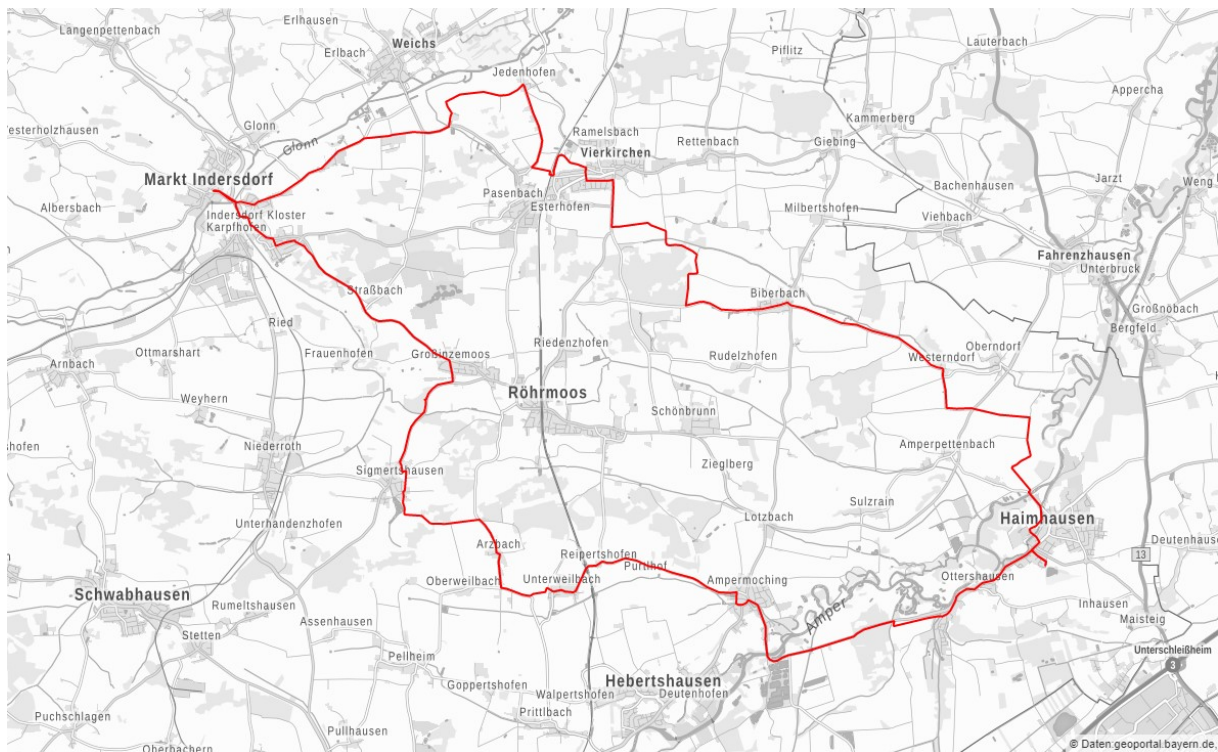 Langenpettenbach
Erlhausen
Weichs
Erlbach
Piflitz
Lauterbach
Jedenhofen
Appercha
esterholzhausen
Glonn
Glonn
Ramelsbach
Kammerberg
Vierkirchen
Rettenbach
Giebing
Markt Indersdorf
Pasenbach
Bachenhausen
Jarzt
Weng
Albersbach
Esterhofen
Indersdorf Kloster
Karpfhofen
Milbertshofen
Viehbach
Fahrenzhausen
Unterbruck
Straßbach
Biberbach
Großnöbach
Ried
Bergfeld
Riedenzhofen
Oberndorf
Ottmarshart
Frauenhofen
Großinzemoos
Rudelzhofen
Westerndorf
Arnbach
Röhrmoos
Weyhern
Schönbrunn
shofen
Niederroth
Amperpettenbach
Sigmertshausen
Zieglberg
Sulzrain
Lotzbach
Haimhausen
Unterhandenzhofen
Arzbach
Reipertshofen
Deutenhause
13
Purtlhof
Oberweilbach
Unterweilbach
Ampermoching
Ottershausen
Schwabhausen
Rumeltshausen
Amper
Inhausen
Assenhausen
Maisteig
Stetten
Unterschleißheim
Pellheim
3
Hebertshausen
Goppertshofen
Walpertshofen
Deutenhofen
Prittlbach
Puchschlagen
Pullhausen
Oberbachern
© Daten:geoportal.bayern.de